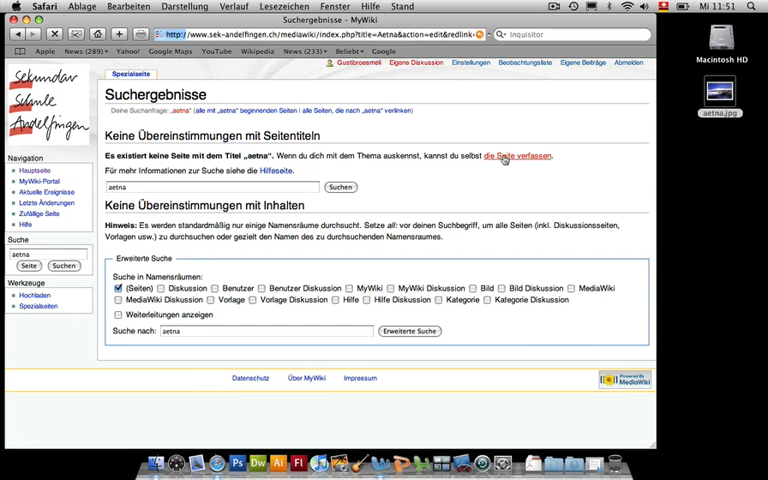 Safari Ablage Bearbeiten Darstellung Verlauf Lesezeichen Fenster Hilfe Skript Mi 11:51
Suchergebnisse - MyWiki
http://www.sek-andelfingen.ch/mediawiki/index.php?title=Aetna&action=edit&redlink= Inquisitor
Apple News (289) Yahoo! Google Maps YouTube Wikipedia News (233) Beliebt Google
Macintosh HD
aetna.jpg
Sekundar
Schule
Andelfingen
Gustibroesmeli Eigene Diskussion Einstellungen Beobachtungsliste Eigene Beiträge Abmelden
Spezialseite
Suchergebnisse
Deine Suchanfrage: „aetna“ (alle mit „aetna“ beginnenden Seiten | alle Seiten, die nach „aetna“ verlinken)
Keine Übereinstimmungen mit Seitentiteln
Es existiert keine Seite mit dem Titel „aetna“. Wenn du dich mit dem Thema auskennst, kannst du selbst die Seite verfassen.
Für mehr Informationen zur Suche siehe die Hilfeseite.
aetna Suchen
Keine Übereinstimmungen mit Inhalten
Hinweis: Es werden standardmäßig nur einige Namensräume durchsucht. Setze all: vor deinen Suchbegriff, um alle Seiten (inkl. Diskussionsseiten,
Vorlagen usw.) zu durchsuchen oder gezielt den Namen des zu durchsuchenden Namensraumes.
Erweiterte Suche
Suche in Namensräumen:
(Seiten) Diskussion Benutzer Benutzer Diskussion MyWiki MyWiki Diskussion Bild Bild Diskussion MediaWiki
MediaWiki Diskussion Vorlage Vorlage Diskussion Hilfe Hilfe Diskussion Kategorie Kategorie Diskussion
Weiterleitungen anzeigen
Suche nach: aetna Erweiterte Suche
Navigation
Hauptseite
MyWiki-Portal
Aktuelle Ereignisse
Letzte Änderungen
Zufällige Seite
Hilfe
Suche
aetna
Seite Suchen
Werkzeuge
Hochladen
Spezialseiten
Datenschutz Über MyWiki Impressum
Powered By
MediaWiki
Ps Dw Ai Fl